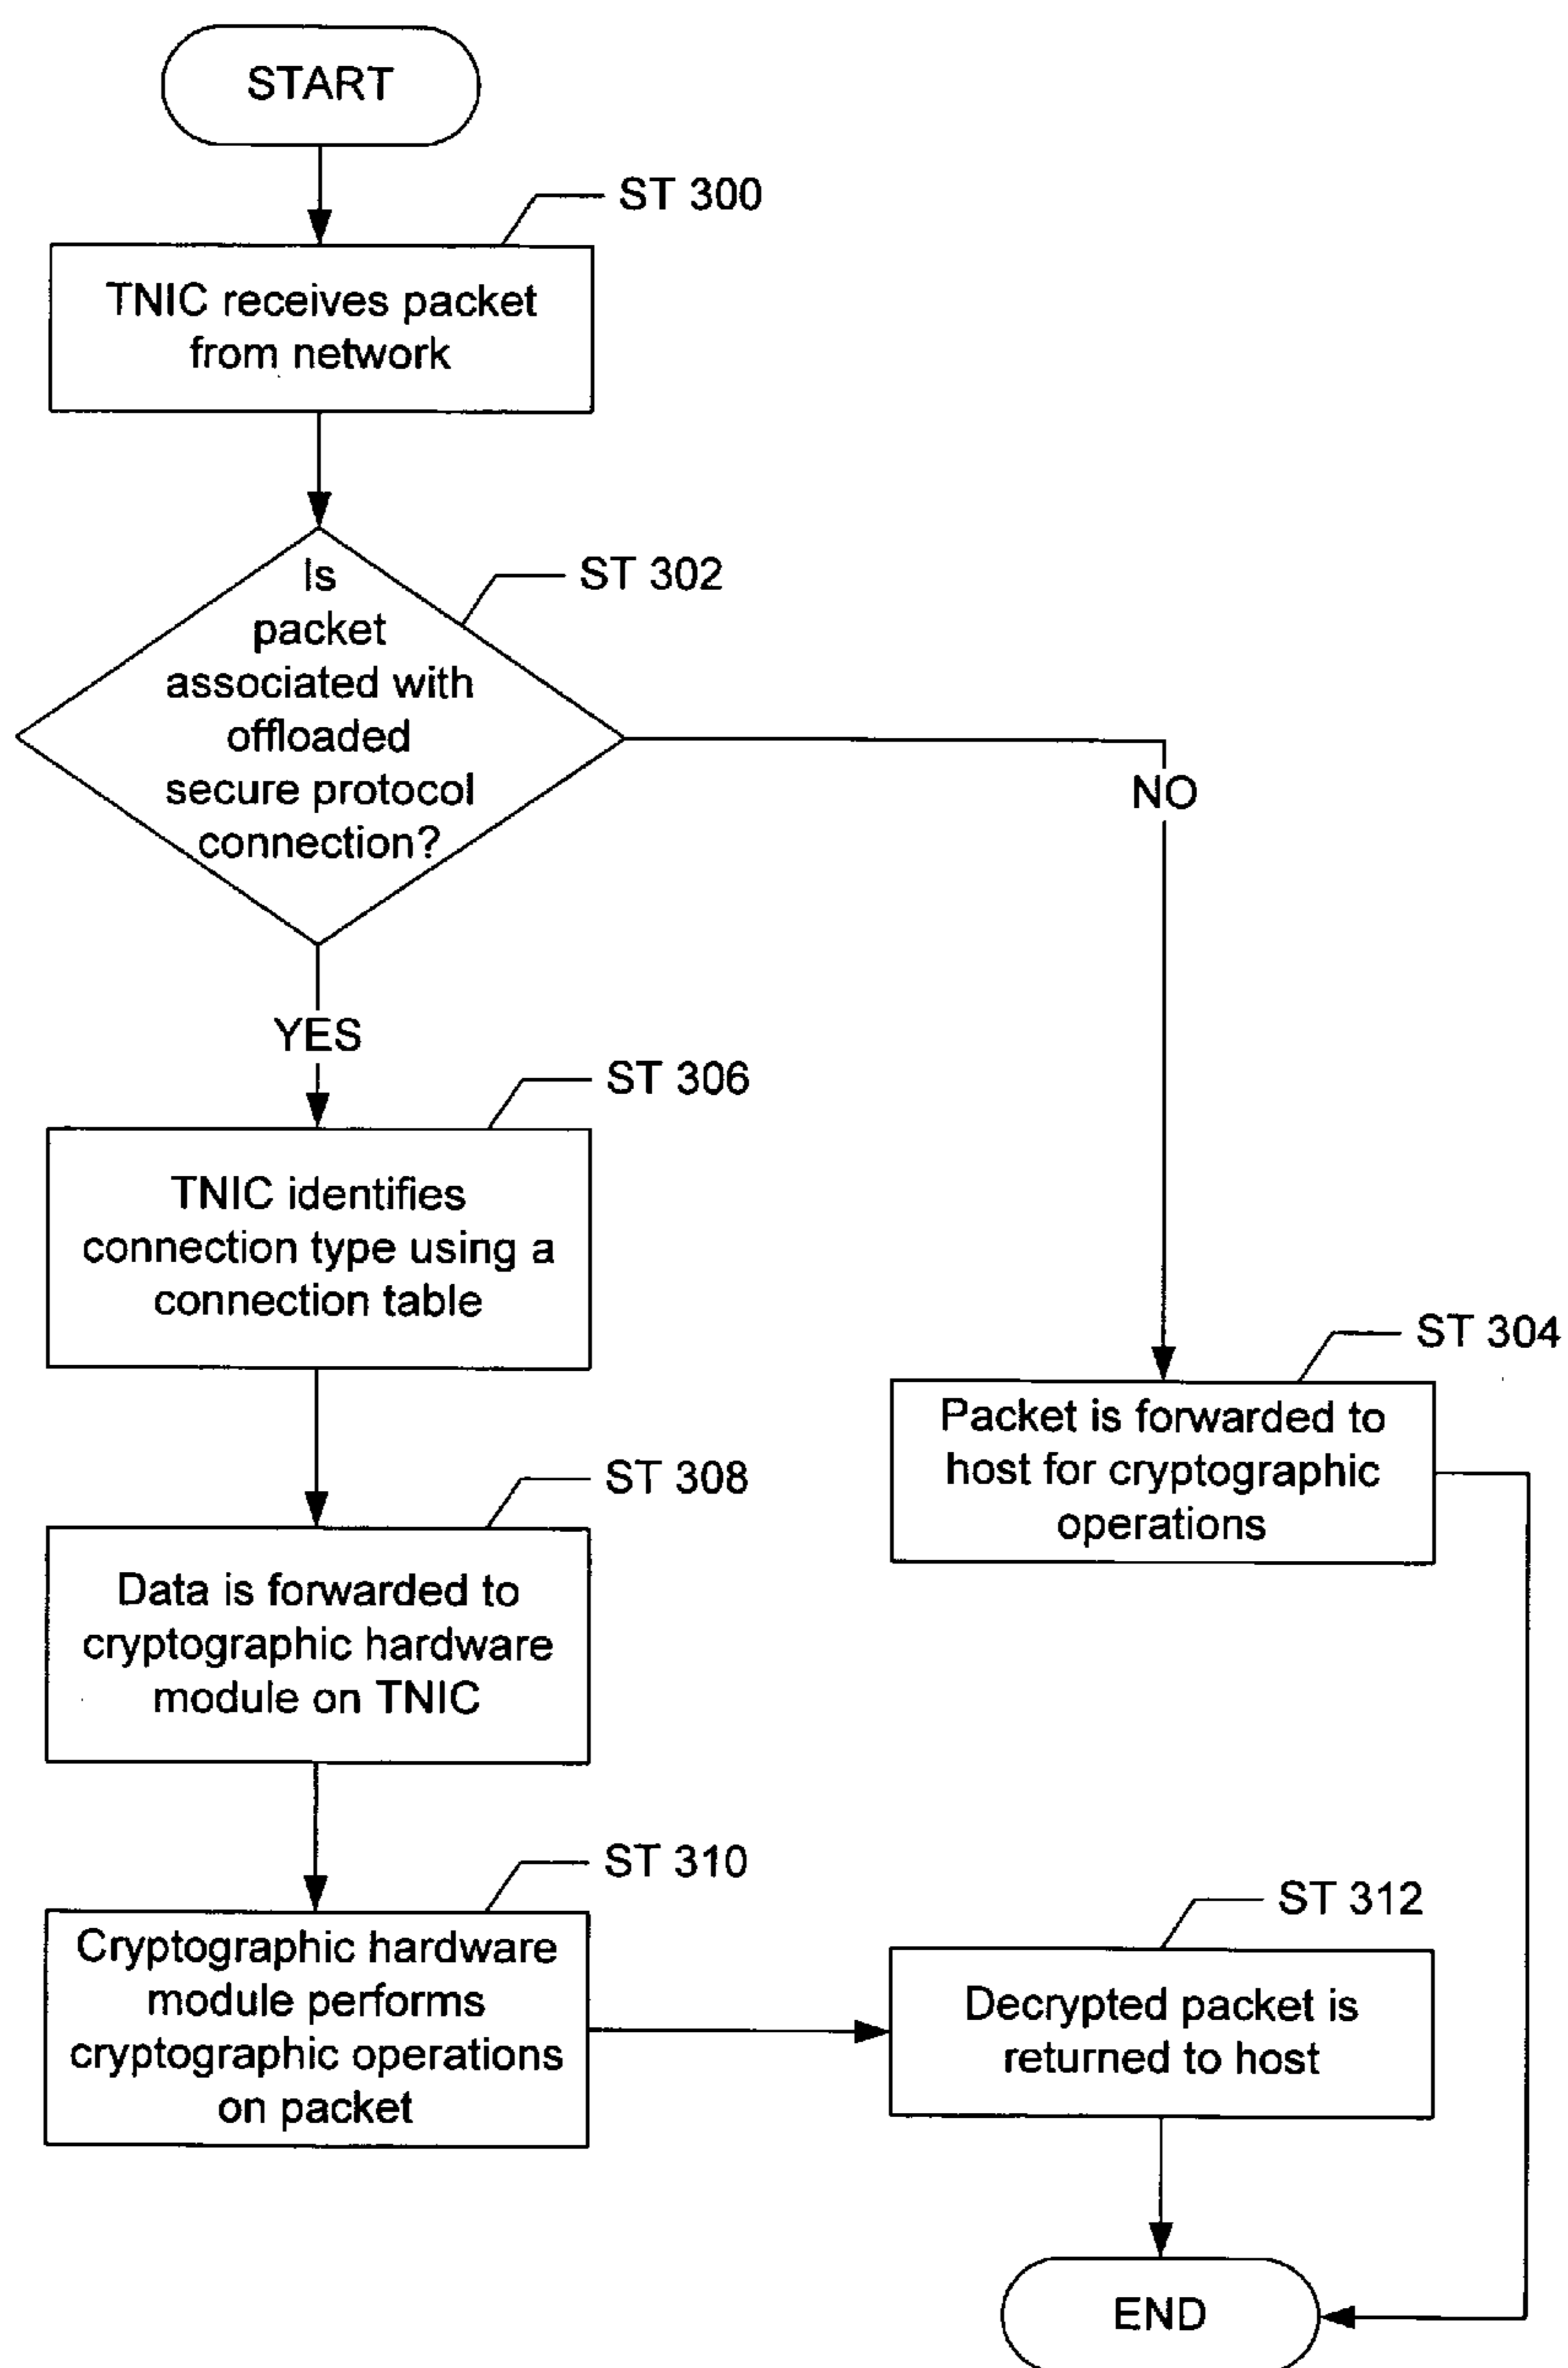 START
ST 300
TNIC receives packet
from network
ST 302
Is
packet
associated with
offloaded
secure protocol
connection?
NO
YES
ST 306
TNIC identifies
connection type using a
connection table
ST 304
Packet is forwarded to
host for cryptographic
operations
ST 308
Data is forwarded to
cryptographic hardware
module on TNIC
ST 310
Cryptographic hardware
module performs
cryptographic operations
on packet
ST 312
Decrypted packet is
returned to host
END